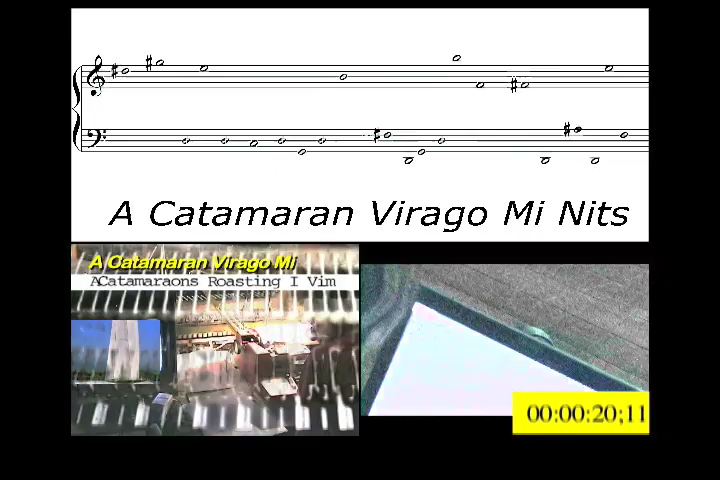 A Catamaran Virago Mi Nits
A Catamaran Virago Mi
ACatamaraons Roasting I Vim
00:00:20;11